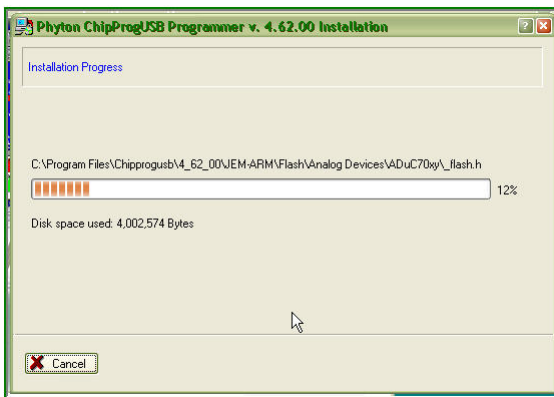 Phyton ChipProgUSB Programmer v. 4.62.00 Installation
Installation Progress
C:\Program Files\Chipprogusb\4_62_00\JEM-ARM\Flash\Analog Devices\ADuC70xy\_flash.h
12%
Disk space used: 4,002,574 Bytes
Cancel